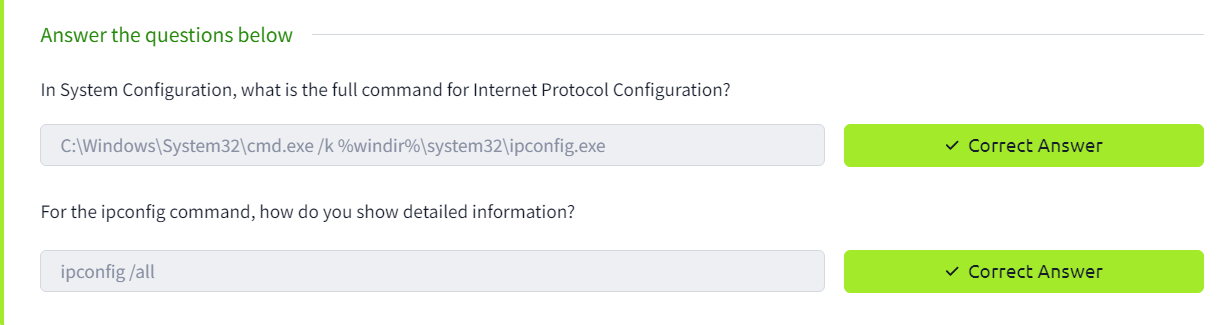 Answer the questions below
In System Configuration, what is the full command for Internet Protocol Configuration?
C:\Windows\System32\cmd.exe /k %windir%\system32\ipconfig.exe
✓ Correct Answer
For the ipconfig command, how do you show detailed information?
ipconfig /all
✓ Correct Answer